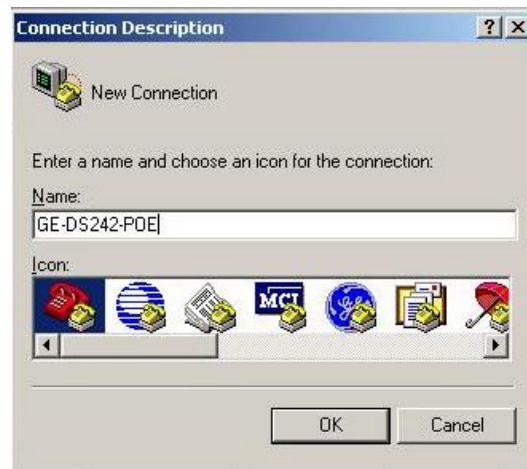 Connection Description
New Connection
Enter a name and choose an icon for the connection:
Name:
GE-DS242-POE
Icon:
MCI
OK
Cancel